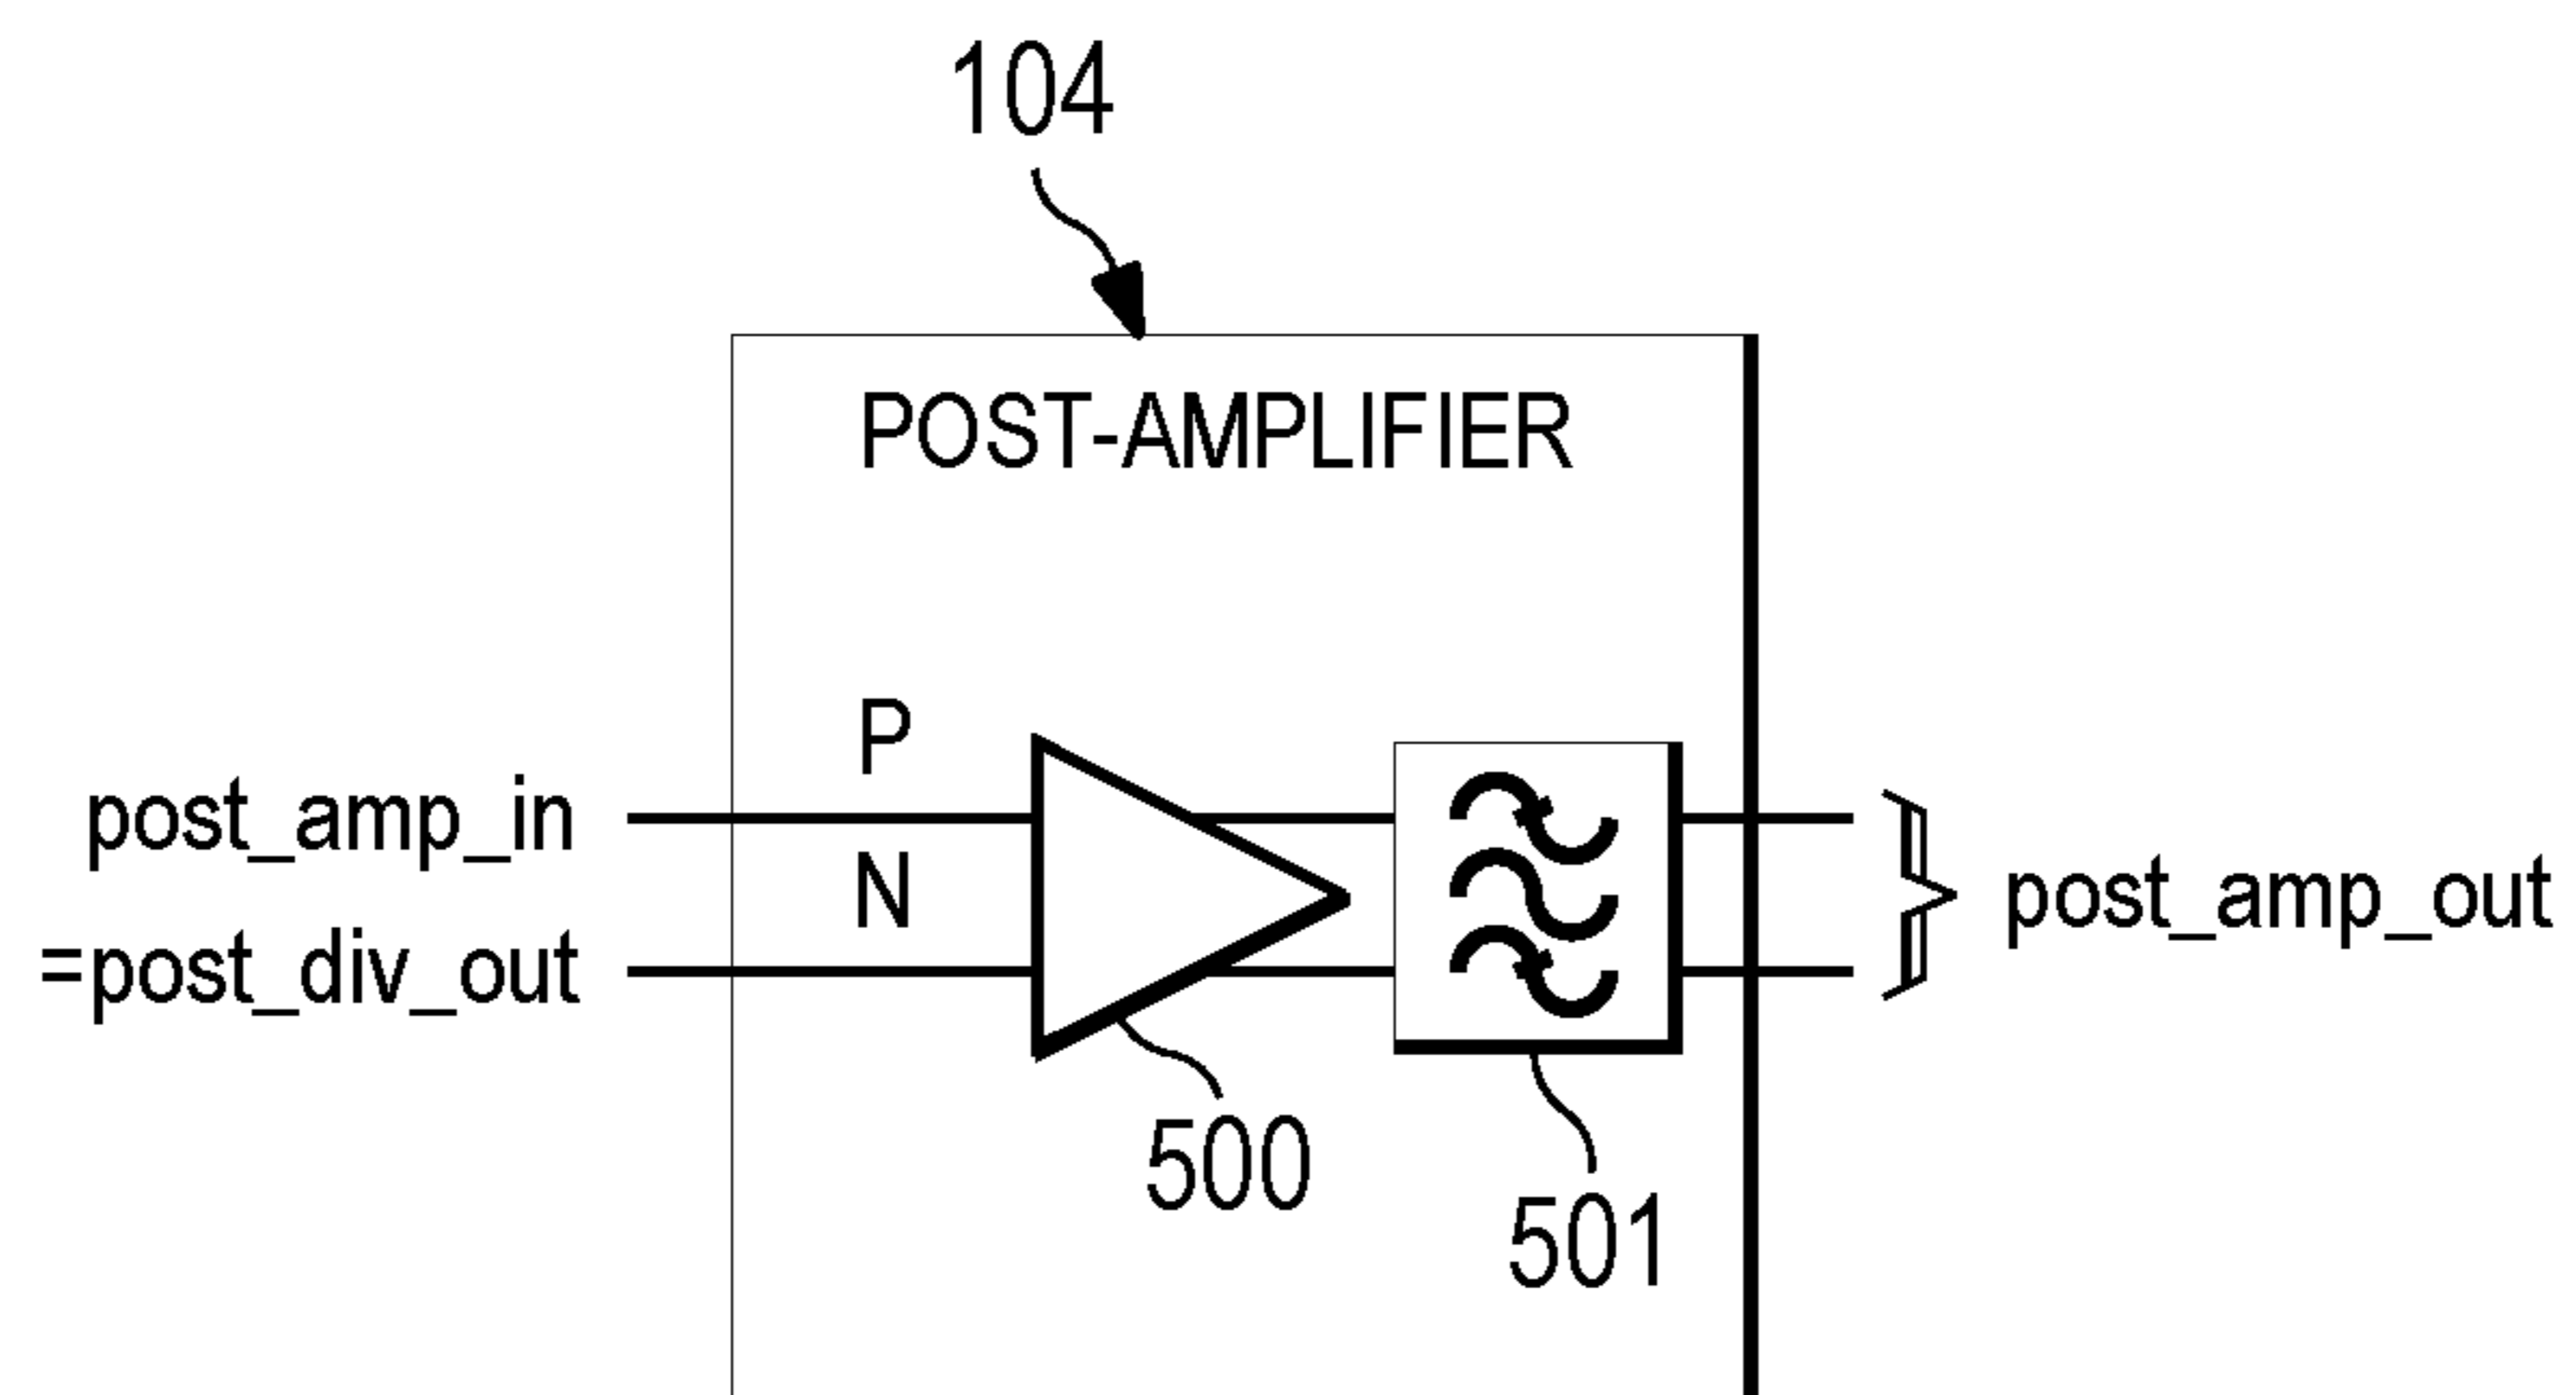 104
POST-AMPLIFIER
P
post_amp_in
N
post_amp_out
=post_div_out
500
501